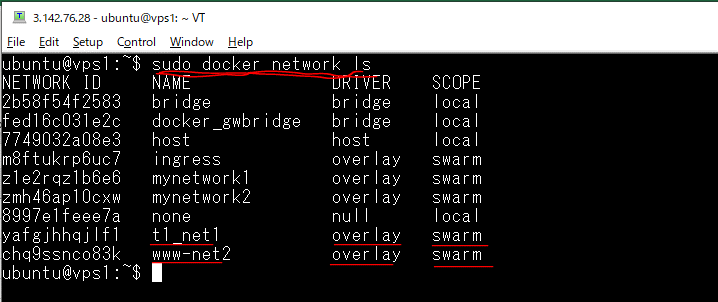 3.142.76.28 - ubuntu@vps1: ~ VT
File Edit Setup Control Window Help
ubuntu@vps1:~$ sudo docker network ls
NETWORK ID NAME DRIVER SCOPE
2b58f54f2583 bridge bridge local
fed16c031e2c docker_gwbridge bridge local
7749032a08e3 host host local
m8ftukrp6uc7 ingress overlay swarm
z1e2rqz1b6e6 mynetwork1 overlay swarm
zmh46ap10cxw mynetwork2 overlay swarm
8997e1feee7a none null local
yafgjhhqjlf1 t1_net1 overlay swarm
chq9ssnco83k www-net2 overlay swarm
ubuntu@vps1:~$